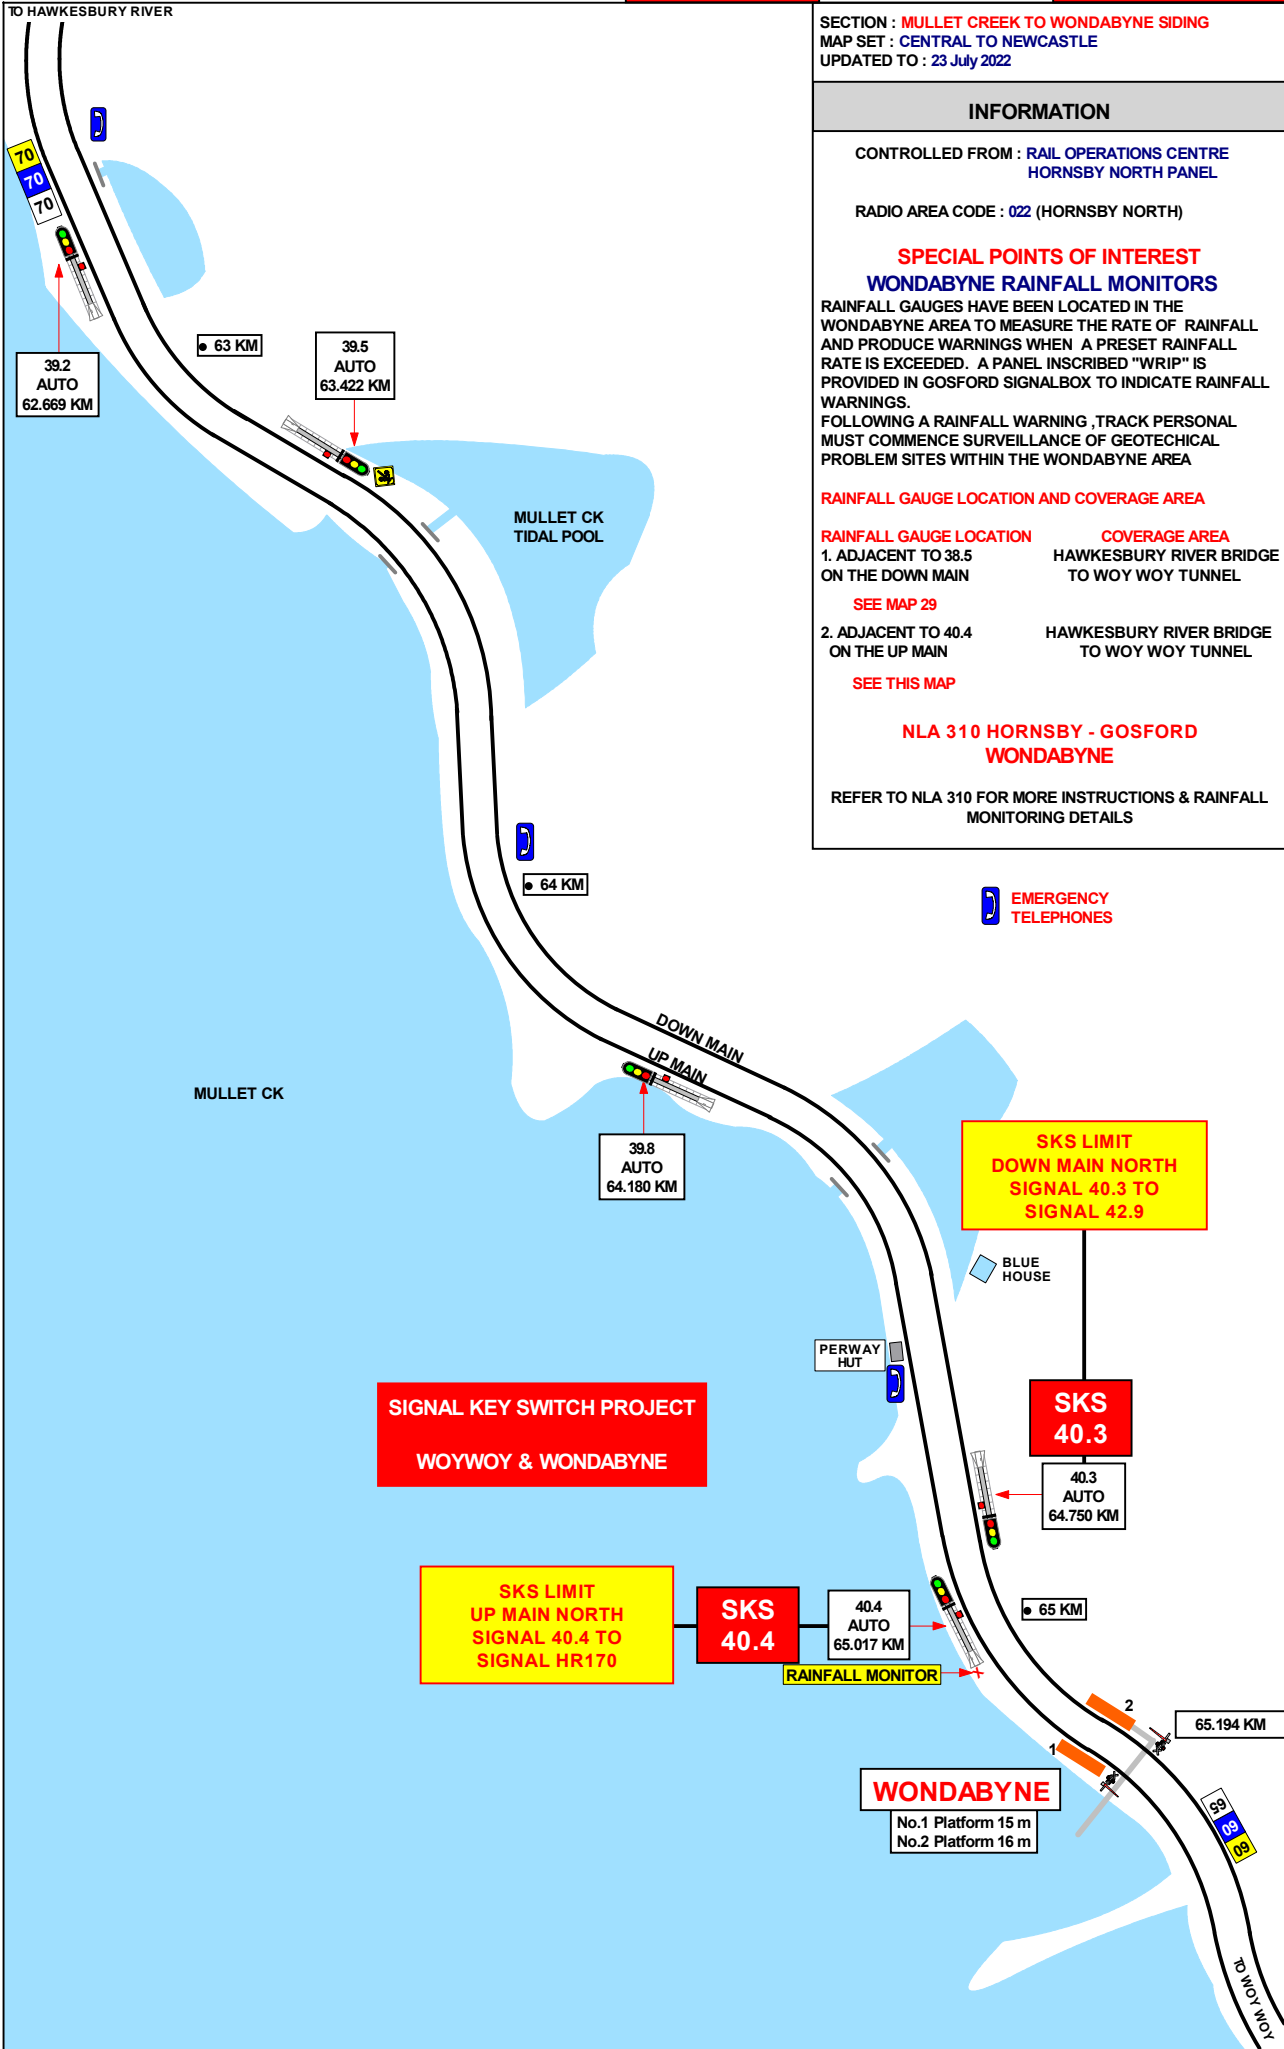 TO HAWKESBURY RIVER
SECTION : MULLET CREEK TO WONDABYNE SIDING
MAP SET : CENTRAL TO NEWCASTLE
UPDATED TO : 23 July 2022
INFORMATION
CONTROLLED FROM : RAIL OPERATIONS CENTRE
HORNSBY NORTH PANEL
RADIO AREA CODE : 022 (HORNSBY NORTH)
SPECIAL POINTS OF INTEREST
WONDABYNE RAINFALL MONITORS
RAINFALL GAUGES HAVE BEEN LOCATED IN THE
WONDABYNE AREA TO MEASURE THE RATE OF RAINFALL
AND PRODUCE WARNINGS WHEN A PRESET RAINFALL
RATE IS EXCEEDED. A PANEL INSCRIBED "WRIP" IS
PROVIDED IN GOSFORD SIGNALBOX TO INDICATE RAINFALL
WARNINGS.
FOLLOWING A RAINFALL WARNING ,TRACK PERSONAL
MUST COMMENCE SURVEILLANCE OF GEOTECHICAL
PROBLEM SITES WITHIN THE WONDABYNE AREA
RAINFALL GAUGE LOCATION AND COVERAGE AREA
RAINFALL GAUGE LOCATION COVERAGE AREA
1. ADJACENT TO 38.5 HAWKESBURY RIVER BRIDGE
ON THE DOWN MAIN TO WOY WOY TUNNEL
SEE MAP 29
2. ADJACENT TO 40.4 HAWKESBURY RIVER BRIDGE
ON THE UP MAIN TO WOY WOY TUNNEL
SEE THIS MAP
NLA 310 HORNSBY - GOSFORD
WONDABYNE
REFER TO NLA 310 FOR MORE INSTRUCTIONS & RAINFALL
MONITORING DETAILS
EMERGENCY
TELEPHONES
70
70
70
39.2
AUTO
62.669 KM
63 KM
39.5
AUTO
63.422 KM
MULLET CK
TIDAL POOL
64 KM
DOWN MAIN
UP MAIN
MULLET CK
39.8
AUTO
64.180 KM
SKS LIMIT
DOWN MAIN NORTH
SIGNAL 40.3 TO
SIGNAL 42.9
BLUE
HOUSE
PERWAY
HUT
SIGNAL KEY SWITCH PROJECT
WOYWOY & WONDABYNE
SKS
40.3
40.3
AUTO
64.750 KM
SKS LIMIT
UP MAIN NORTH
SIGNAL 40.4 TO
SIGNAL HR170
SKS
40.4
40.4
AUTO
65.017 KM
65 KM
RAINFALL MONITOR
2
65.194 KM
1
WONDABYNE
No.1 Platform 15 m
No.2 Platform 16 m
65
60
60
TO WOY WOY